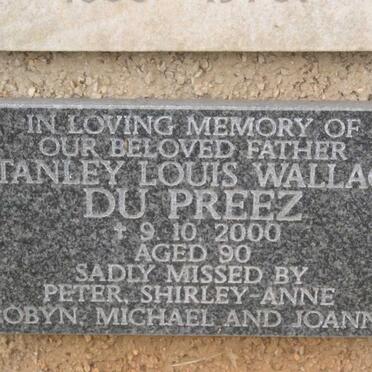 IN LOVING MEMORY OF
OUR BELOVED FATHER
TANLEY LOUIS WALLAC
DU PREEZ
† 9. 10. 2000
AGED 90
SADLY MISSED BY
PETER, SHIRLEY-ANNE
OBYN, MICHAEL AND JOANN